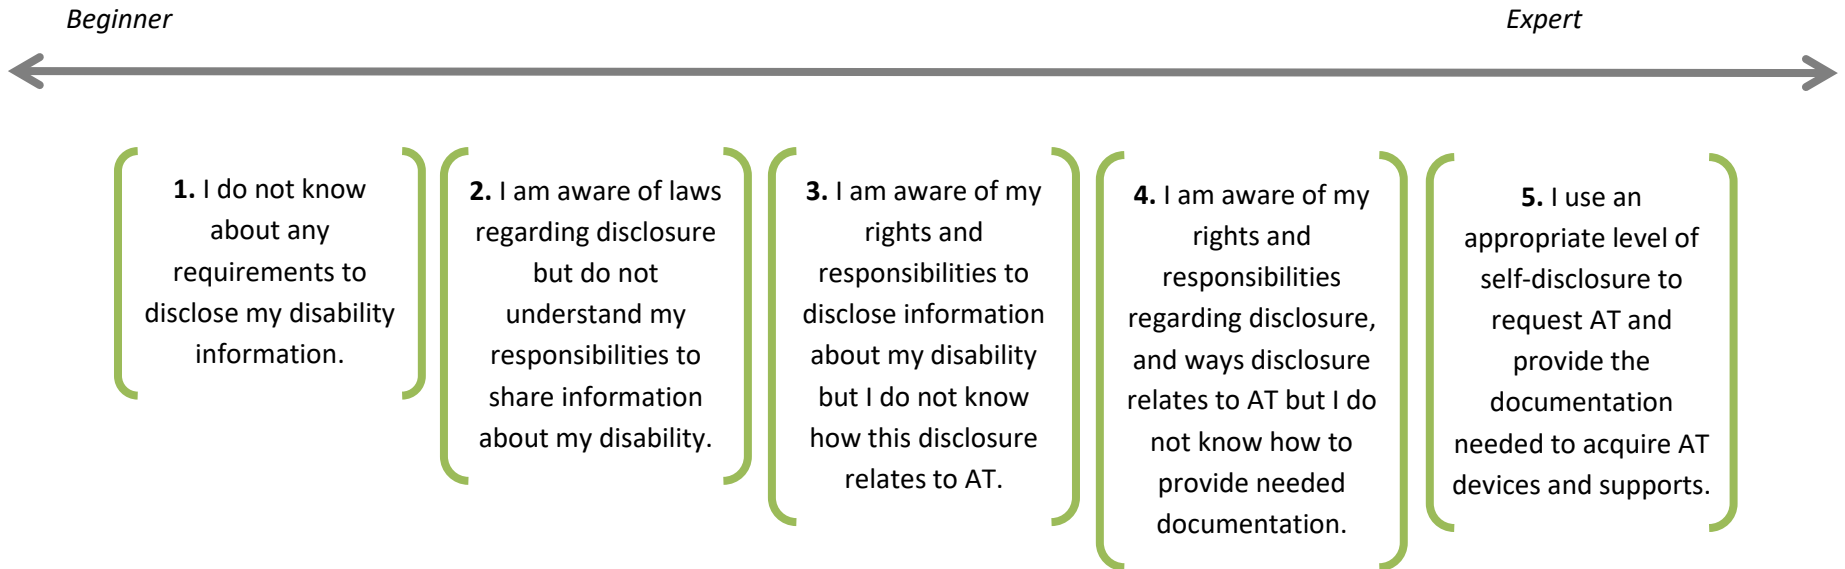 Beginner
Expert
1. I do not know
about any
requirements to
disclose my disability
information.
2. I am aware of laws
regarding disclosure
but do not
understand my
responsibilities to
share information
about my disability.
3. I am aware of my
rights and
responsibilities to
disclose information
about my disability
but I do not know
how this disclosure
relates to AT.
4. I am aware of my
rights and
responsibilities
regarding disclosure,
and ways disclosure
relates to AT but I do
not know how to
provide needed
documentation.
5. I use an
appropriate level of
self-disclosure to
request AT and
provide the
documentation
needed to acquire AT
devices and supports.